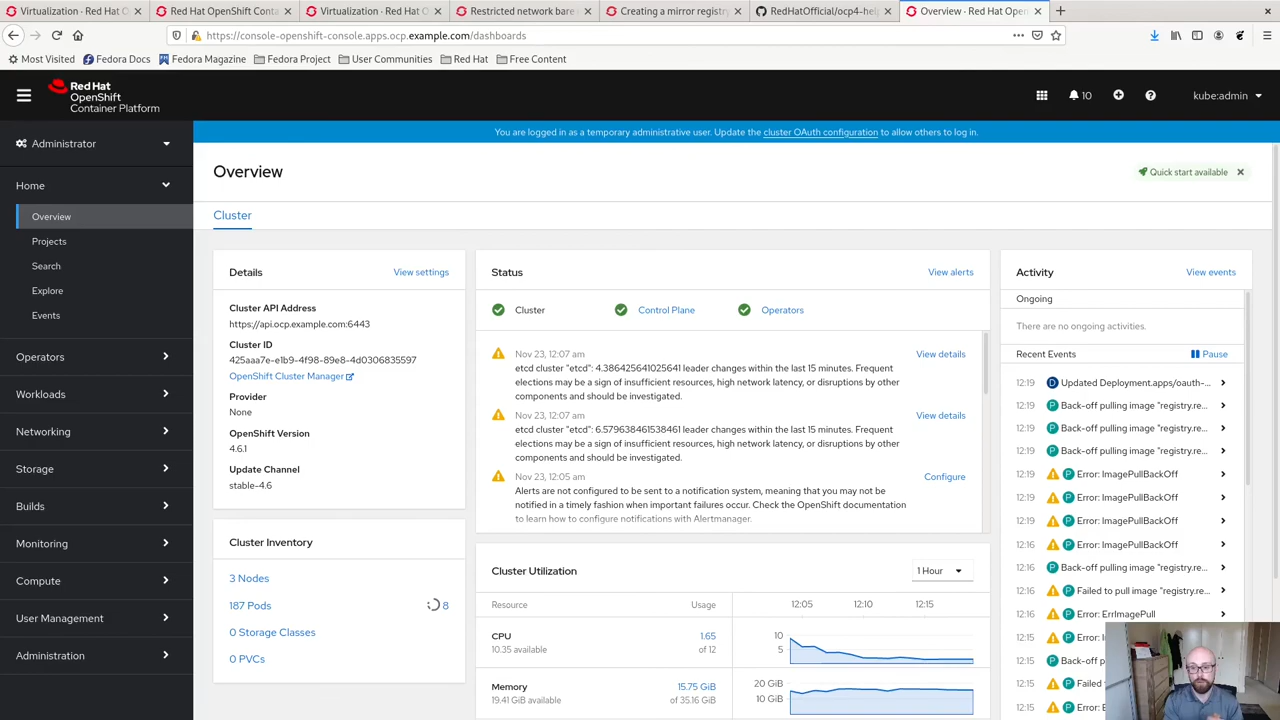 Virtualization · Red Hat O
Red Hat OpenShift Conta
Virtualization · Red Hat O
Restricted network bare
Creating a mirror registry
RedHatOfficial/ocp4-help
Overview · Red Hat Open
https://console-openshift-console.apps.ocp.example.com/dashboards
Most Visited
Fedora Docs
Fedora Magazine
Fedora Project
User Communities
Red Hat
Free Content
Red Hat
OpenShift
Container Platform
10
kube:admin
You are logged in as a temporary administrative user. Update the cluster OAuth configuration to allow others to log in.
Administrator
Home
Overview
Projects
Search
Explore
Events
Operators
Workloads
Networking
Storage
Builds
Monitoring
Compute
User Management
Administration
Overview
Quick start available
Cluster
Details
View settings
Cluster API Address
https://api.ocp.example.com:6443
Cluster ID
425aaa7e-e1b9-4f98-89e8-4d0306835597
OpenShift Cluster Manager
Provider
None
OpenShift Version
4.6.1
Update Channel
stable-4.6
Cluster Inventory
3 Nodes
187 Pods
8
0 Storage Classes
0 PVCs
Status
View alerts
Cluster
Control Plane
Operators
Nov 23, 12:07 am
View details
etcd cluster "etcd": 4.386425641025641 leader changes within the last 15 minutes. Frequent
elections may be a sign of insufficient resources, high network latency, or disruptions by other
components and should be investigated.
Nov 23, 12:07 am
View details
etcd cluster "etcd": 6.579638461538461 leader changes within the last 15 minutes. Frequent
elections may be a sign of insufficient resources, high network latency, or disruptions by other
components and should be investigated.
Nov 23, 12:05 am
Configure
Alerts are not configured to be sent to a notification system, meaning that you may not be
notified in a timely fashion when important failures occur. Check the OpenShift documentation
to learn how to configure notifications with Alertmanager.
Cluster Utilization
1 Hour
Resource
Usage
12:05
12:10
12:15
CPU
1.65
10.35 available
of 12
10
5
Memory
15.75 GiB
19.41 GiB available
of 35.16 GiB
20 GiB
10 GiB
Activity
View events
Ongoing
There are no ongoing activities.
Recent Events
Pause
12:19 D Updated Deployment.apps/oauth-...
12:19 P Back-off pulling image "registry.re...
12:19 P Back-off pulling image "registry.re...
12:19 P Back-off pulling image "registry.re...
12:19 P Error: ImagePullBackOff
12:19 P Error: ImagePullBackOff
12:19 P Error: ImagePullBackOff
12:16 P Error: ImagePullBackOff
12:16 P Back-off pulling image "registry.re...
12:16 P Failed to pull image "registry.re...
12:16 P Error: ErrImagePull
12:15 P Error:
12:15 P Back-off
12:15 P Failed
12:15 P